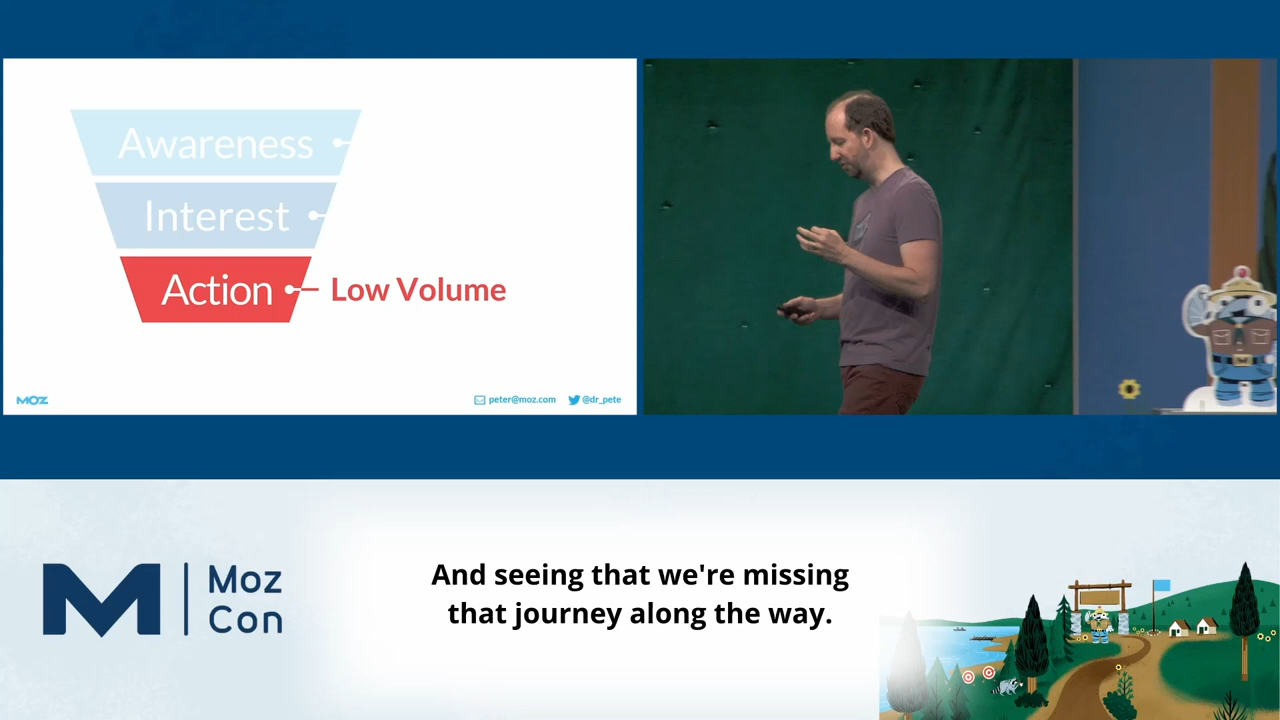 Awareness
Interest
Action
Low Volume
MOZ
peter@moz.com
@dr_pete
M
Moz
Con
And seeing that we're missing
that journey along the way.